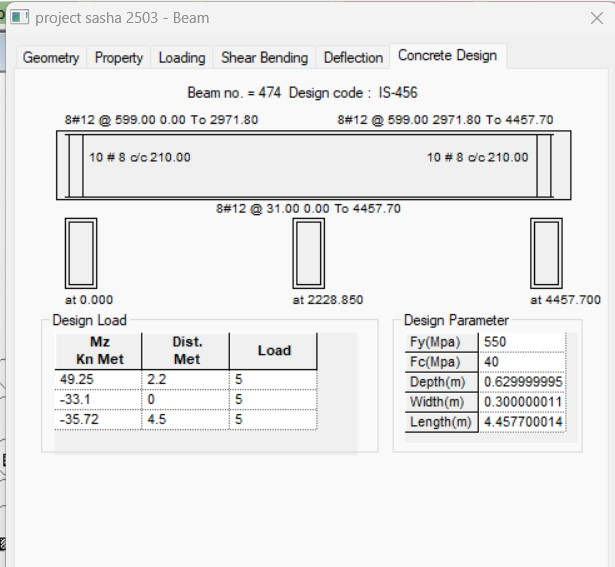 project sasha 2503 - Beam
Geometry Property Loading Shear Bending Deflection Concrete Design
Beam no. = 474 Design code : IS-456
8#12 @ 599.00 0.00 To 2971.80 8#12 @ 599.00 2971.80 To 4457.70
10 # 8 c/c 210.00 10 # 8 c/c 210.00
8#12 @ 31.00 0.00 To 4457.70
at 0.000 at 2228.850 at 4457.700
Design Load Design Parameter
Mz Kn Met Dist. Met Load
49.25 2.2 5
-33.1 0 5
-35.72 4.5 5
Fy(Mpa) 550
Fc(Mpa) 40
Depth(m) 0.629999995
Width(m) 0.300000011
Length(m) 4.457700014